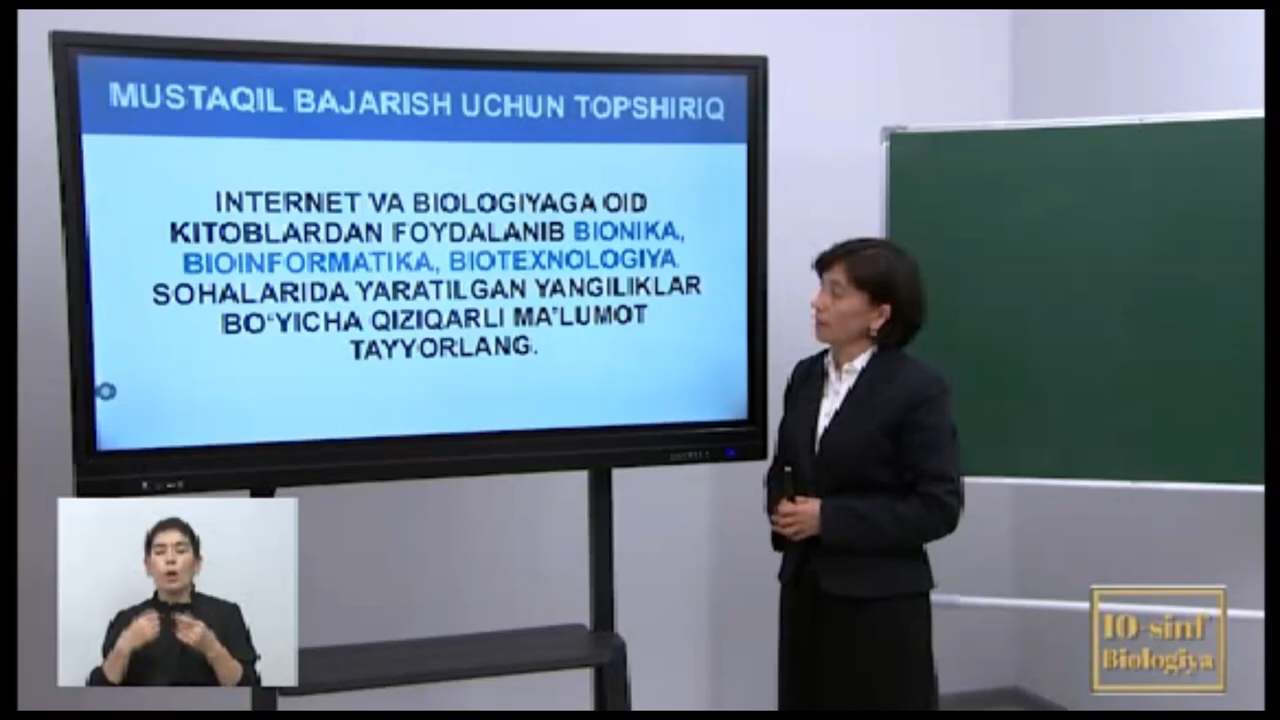 MUSTAQIL BAJARISH UCHUN TOPSHIRIQ
INTERNET VA BIOLOGIYAGA OID
KITOBLARDAN FOYDALANIB BIONIKA,
BIOINFORMATIKA, BIOTEXNOLOGIYA
SOHALARIDA YARATILGAN YANGILIKLAR
BO‘YICHA QIZIQARLI MA’LUMOT
TAYYORLANG.
10-sinf
Biologiya